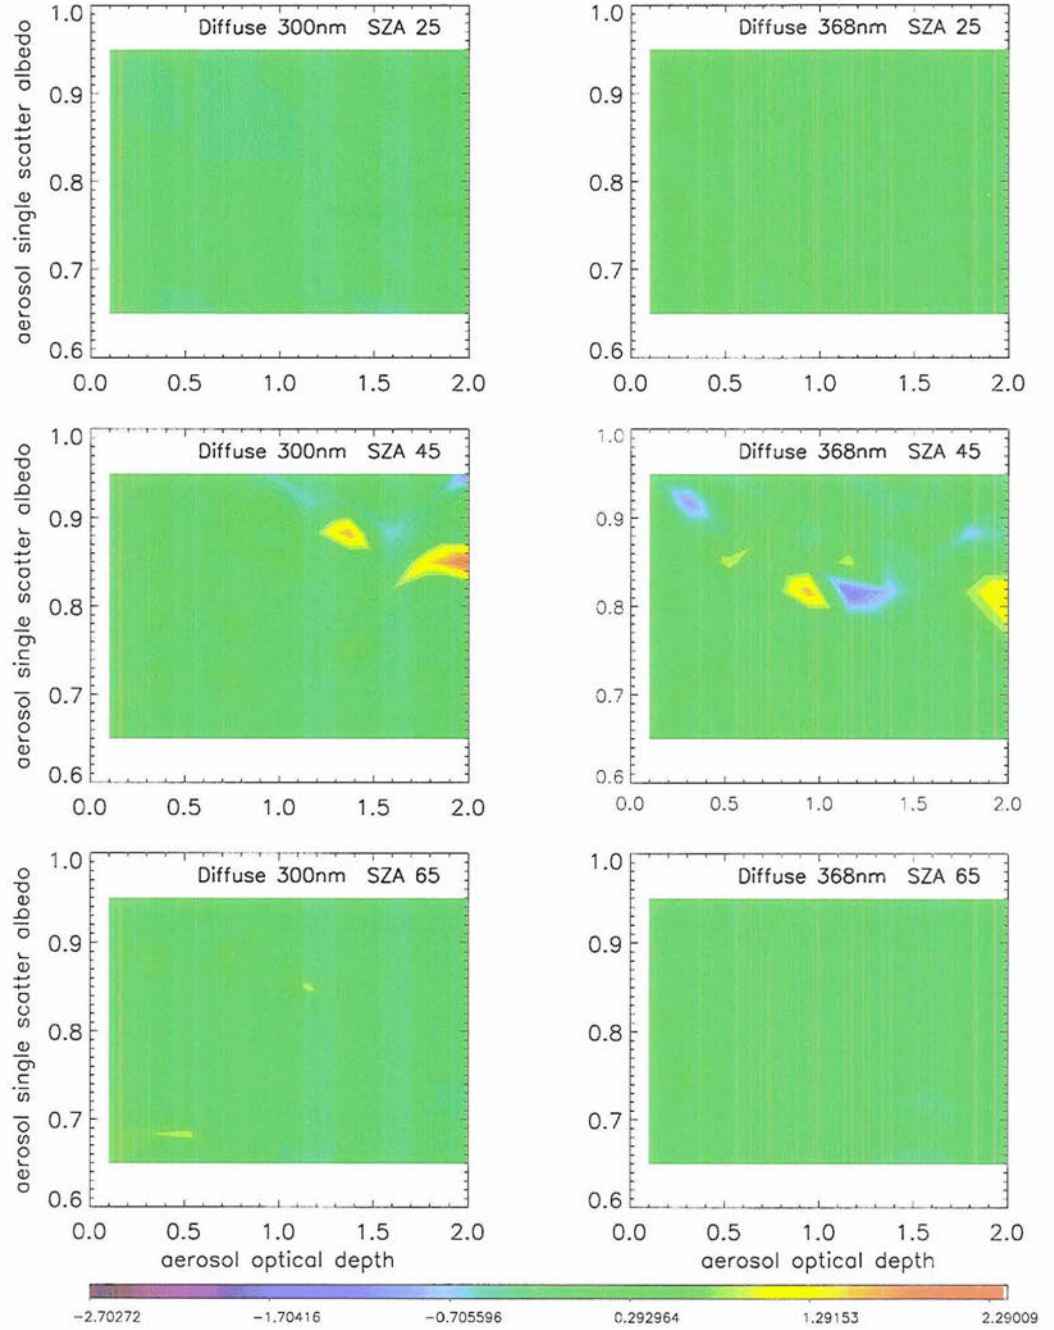 Diffuse 300nm SZA 25
Diffuse 368nm SZA 25
aerosol single scatter albedo
1.0
0.9
0.8
0.7
0.6
0.0 0.5 1.0 1.5 2.0
1.0
0.9
0.8
0.7
0.6
0.0 0.5 1.0 1.5 2.0
Diffuse 300nm SZA 45
Diffuse 368nm SZA 45
aerosol single scatter albedo
1.0
0.9
0.8
0.7
0.6
0.0 0.5 1.0 1.5 2.0
1.0
0.9
0.8
0.7
0.6
0.0 0.5 1.0 1.5 2.0
Diffuse 300nm SZA 65
Diffuse 368nm SZA 65
aerosol single scatter albedo
1.0
0.9
0.8
0.7
0.6
0.0 0.5 1.0 1.5 2.0
aerosol optical depth
1.0
0.9
0.8
0.7
0.6
0.0 0.5 1.0 1.5 2.0
aerosol optical depth
-2.70272 -1.70416 -0.705596 0.292964 1.29153 2.29009